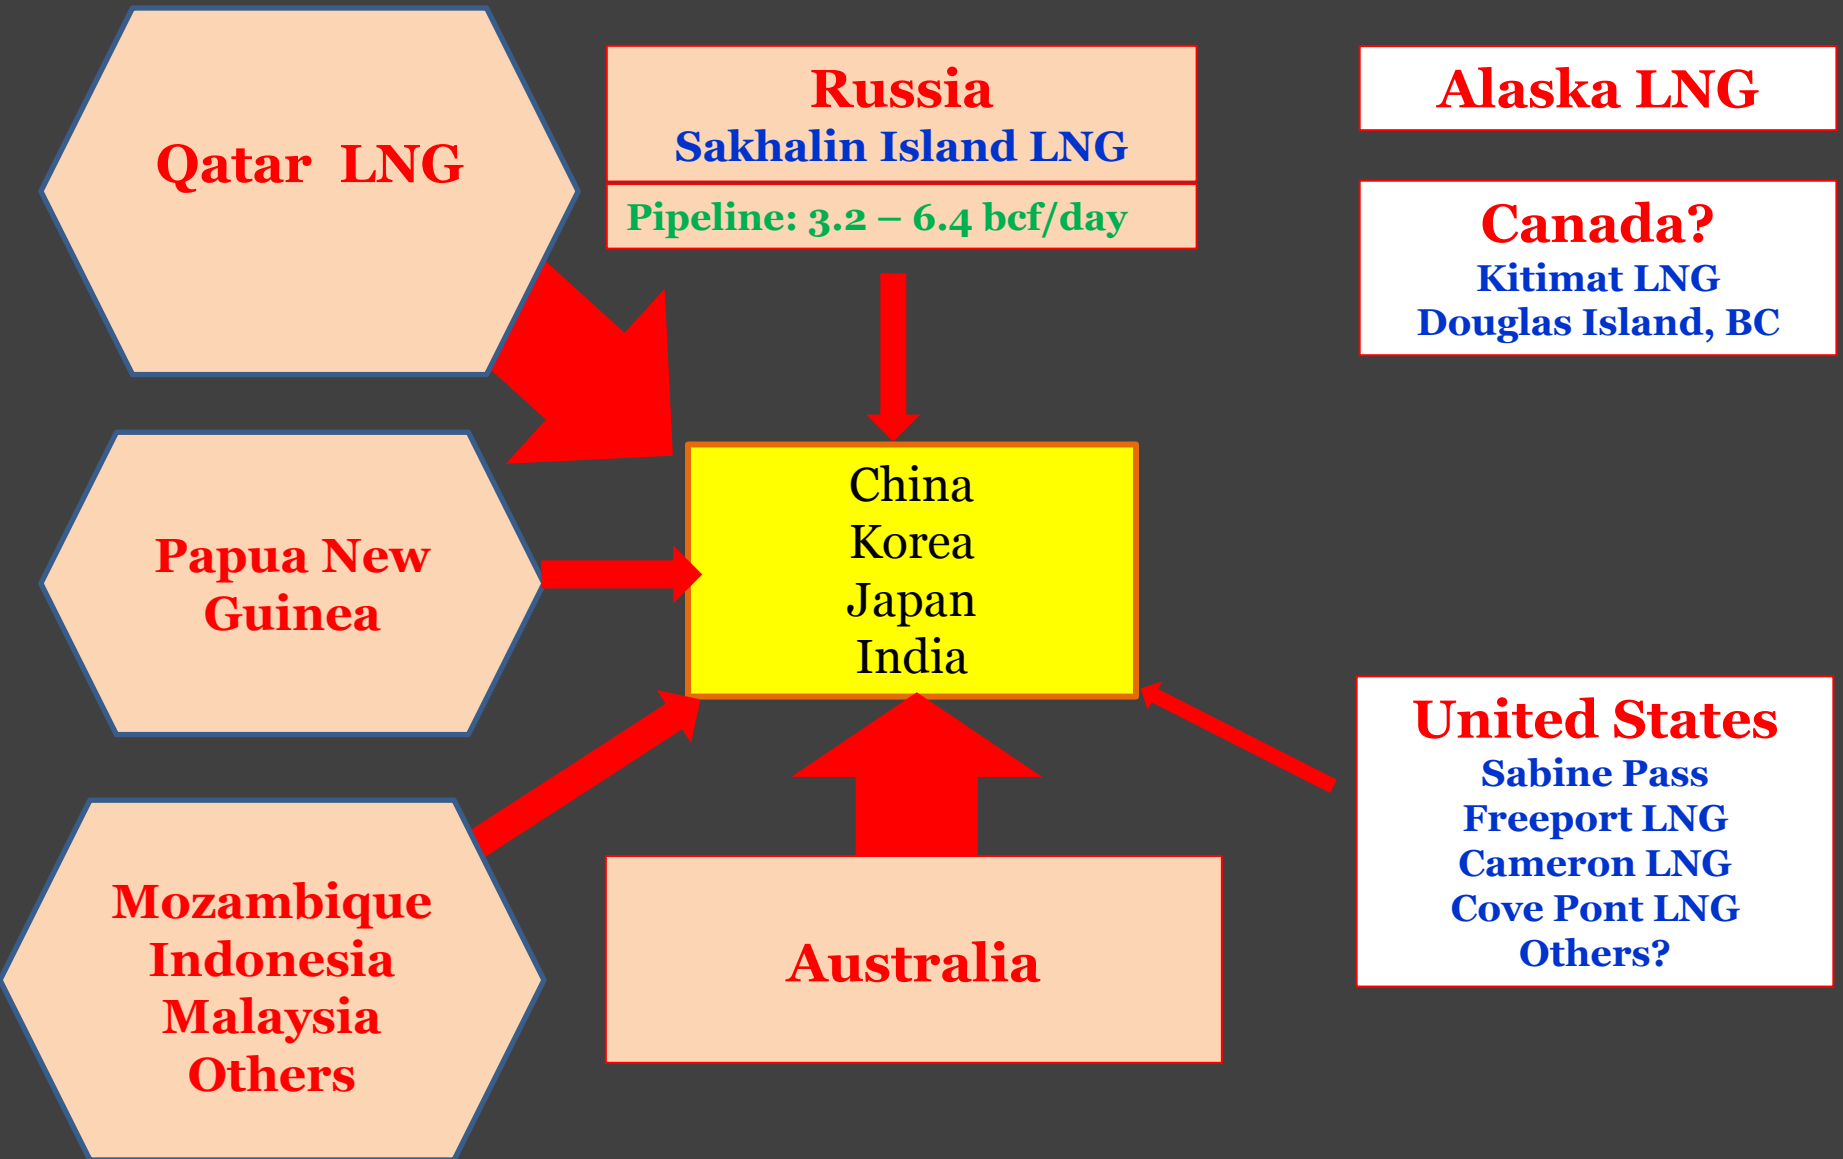 Qatar LNG
Russia
Sakhalin Island LNG
Pipeline: 3.2 – 6.4 bcf/day
Alaska LNG
Canada?
Kitimat LNG
Douglas Island, BC
Papua New
Guinea
China
Korea
Japan
India
Mozambique
Indonesia
Malaysia
Others
Australia
United States
Sabine Pass
Freeport LNG
Cameron LNG
Cove Pont LNG
Others?